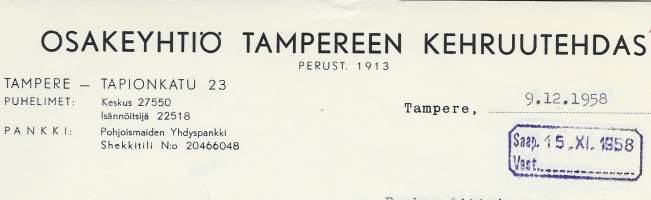 OSAKEYHTIÖ TAMPEREEN KEHRUUTEHDAS
PERUST. 1913
TAMPERE — TAPIONKATU 23
PUHELIMET: Keskus 27550
Isännöitsijä 22518
PANKKI: Pohjoismaiden Yhdyspankki
Shekkitili N:o 20466048
Tampere, 9.12.1958
Saap. 15.XI.1958
Vast.